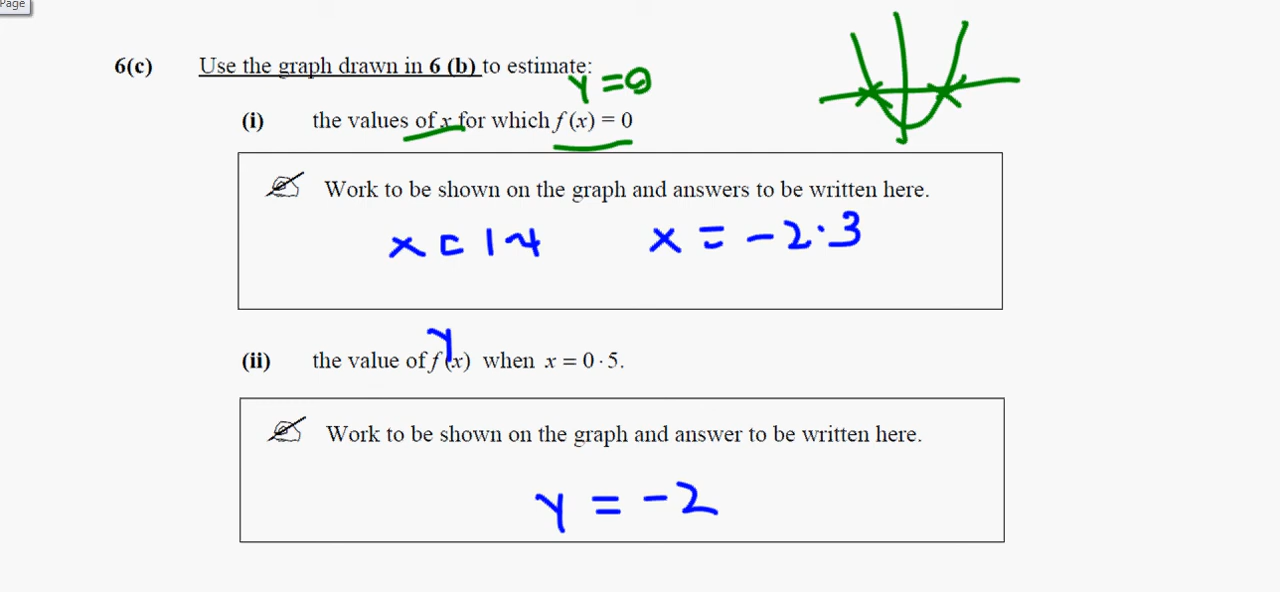 Page
6(c) Use the graph drawn in 6 (b) to estimate:
y = 0
(i) the values of x for which f (x) = 0
Work to be shown on the graph and answers to be written here.
x = 1.4 x = -2.3
y
(ii) the value of f (x) when x = 0·5.
Work to be shown on the graph and answer to be written here.
y = -2